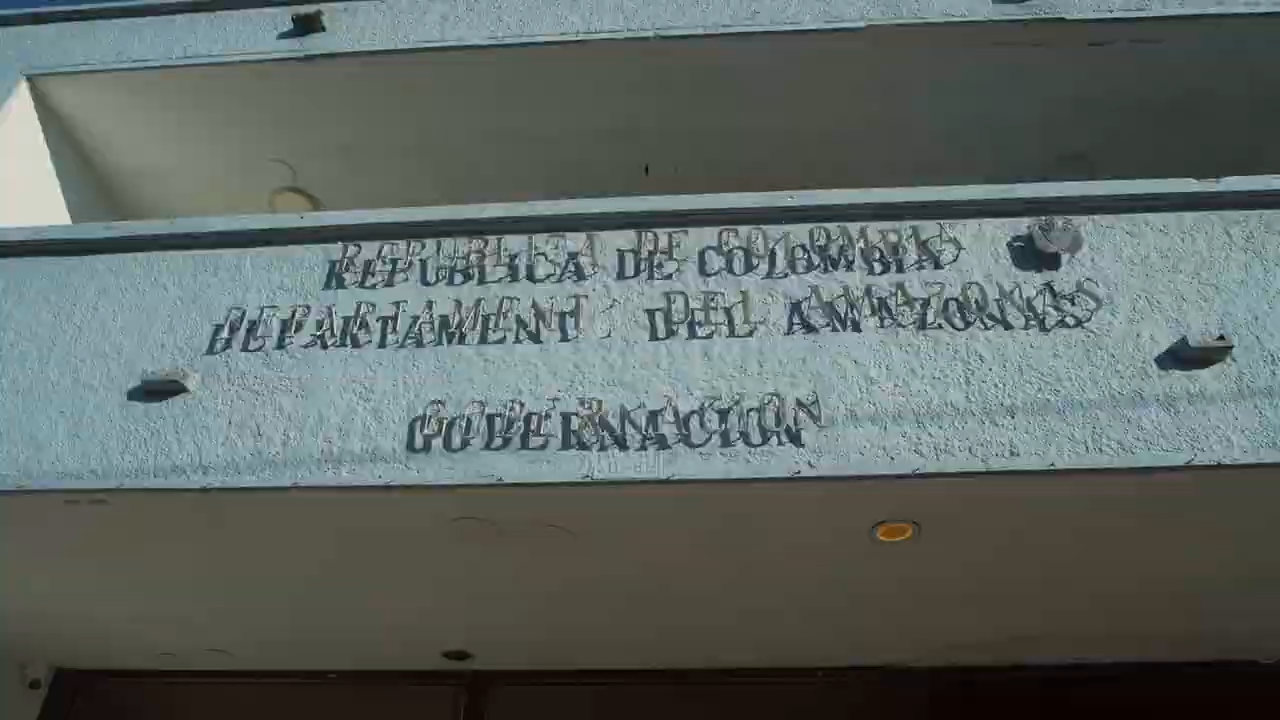 REPUBLICA DE COLOMBIA
DEPARTAMENT DEL AMAZONAS
GOBERNACION